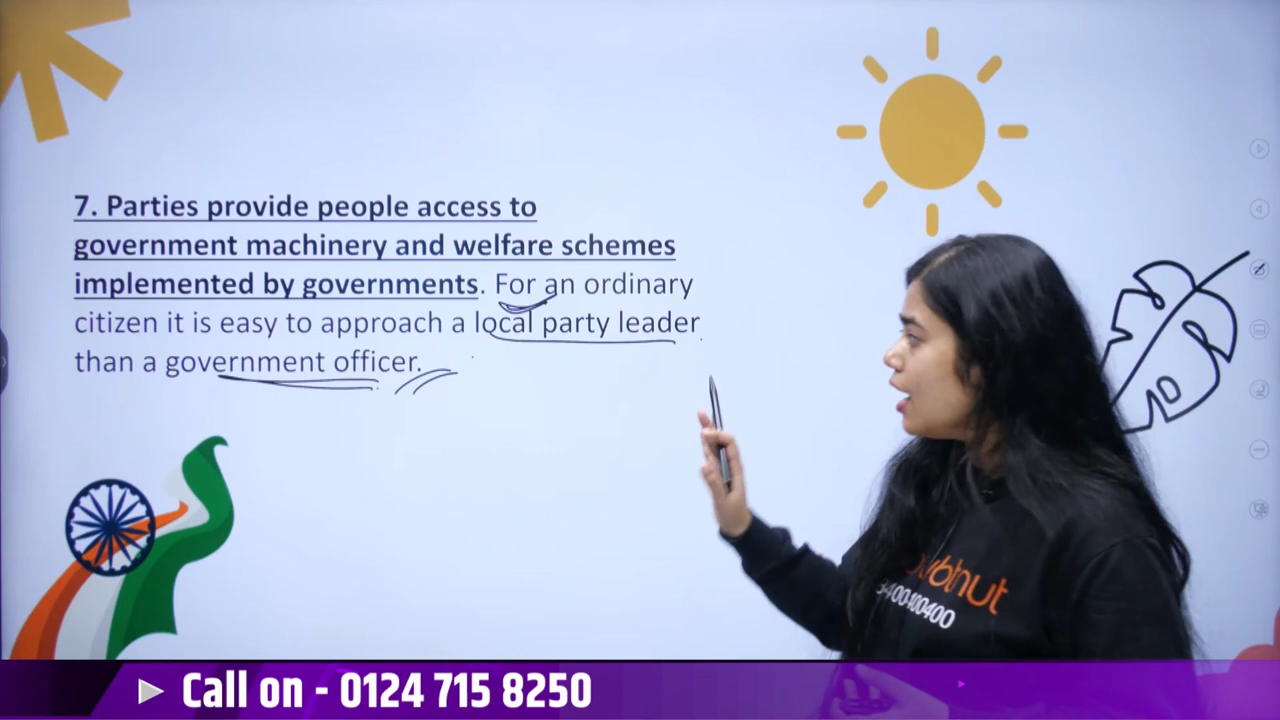 7. Parties provide people access to
government machinery and welfare schemes
implemented by governments. For an ordinary
citizen it is easy to approach a local party leader
than a government officer.
Call on - 0124 715 8250